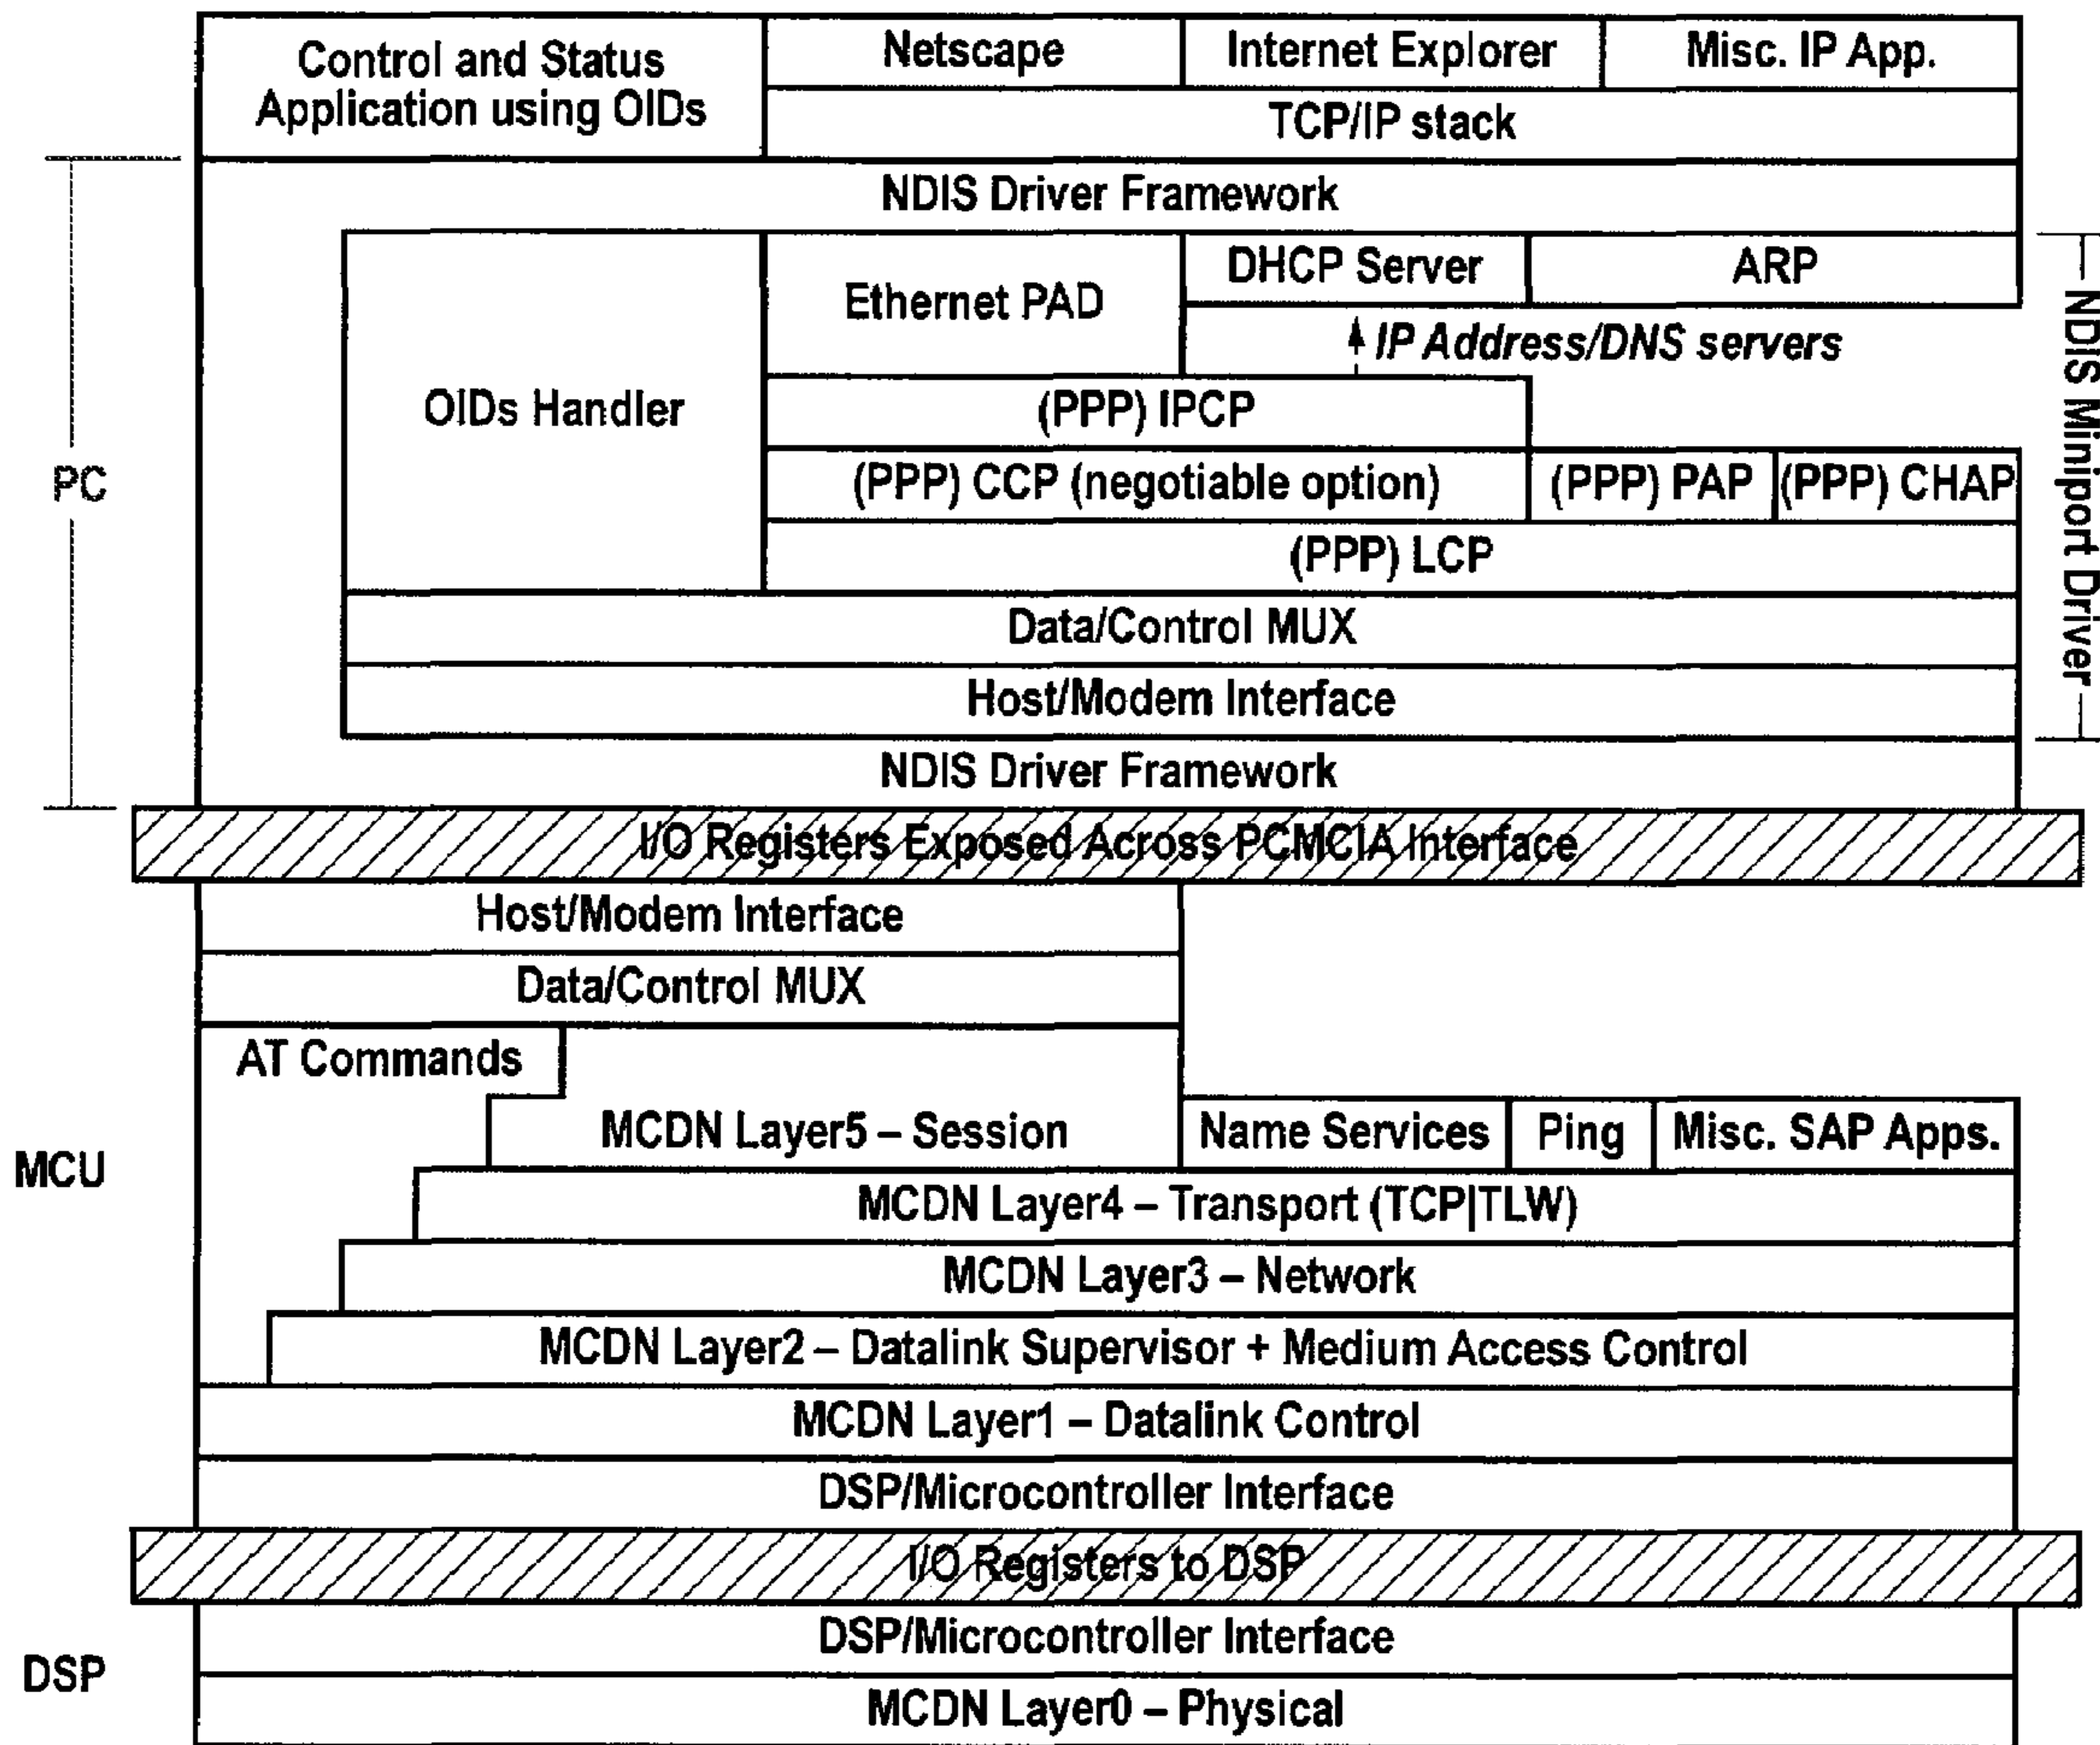 Control and Status
Application using OIDs
Netscape
Internet Explorer
Misc. IP App.
TCP/IP stack
NDIS Driver Framework
OIDs Handler
Ethernet PAD
DHCP Server
ARP
IP Address/DNS servers
(PPP) IPCP
(PPP) CCP (negotiable option)
(PPP) PAP
(PPP) CHAP
(PPP) LCP
Data/Control MUX
Host/Modem Interface
NDIS Driver Framework
PC
NDIS Miniport Driver
I/O Registers Exposed Across PCMCIA Interface
Host/Modem Interface
Data/Control MUX
AT Commands
MCDN Layer5 – Session
Name Services
Ping
Misc. SAP Apps.
MCU
MCDN Layer4 – Transport (TCP|TLW)
MCDN Layer3 – Network
MCDN Layer2 – Datalink Supervisor + Medium Access Control
MCDN Layer1 – Datalink Control
DSP/Microcontroller Interface
I/O Registers to DSP
DSP/Microcontroller Interface
DSP
MCDN Layer0 – Physical